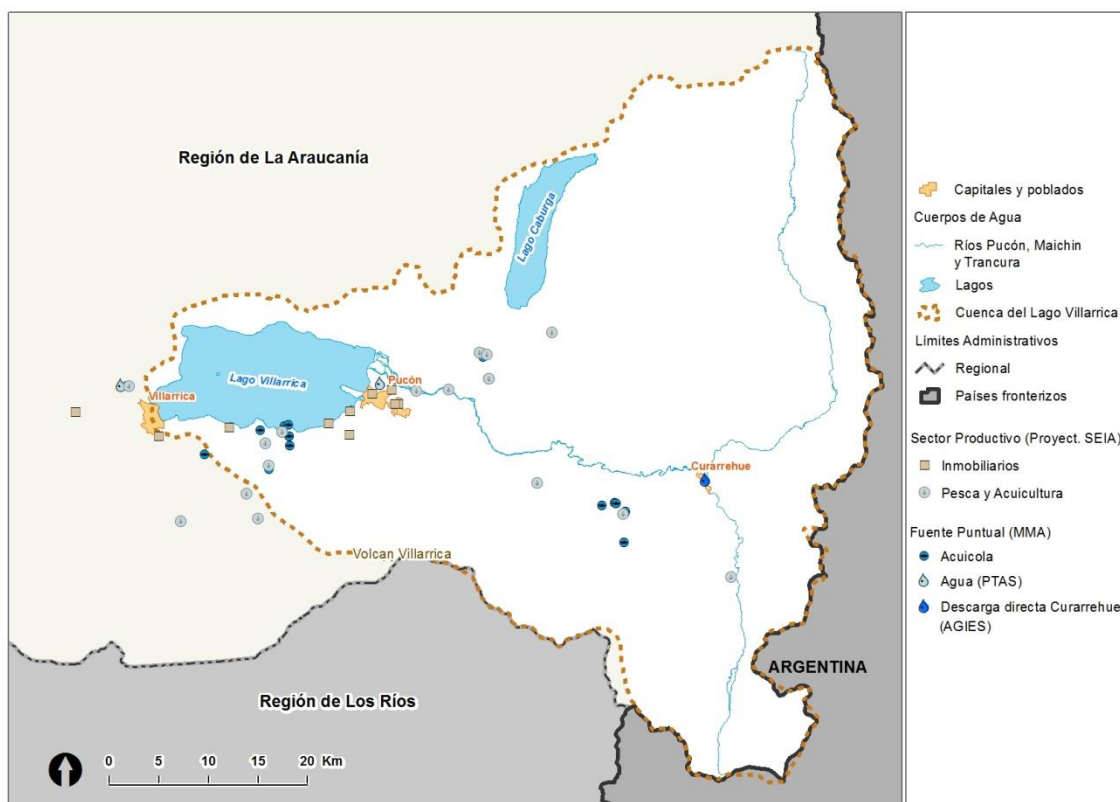 Región de La Araucanía
Lago Caburga
Lago Villarrica
Pucón
Villarrica
Curarrehue
Volcan Villarrica
ARGENTINA
Región de Los Ríos
0 5 10 15 20 Km
Capitales y poblados
Cuerpos de Agua
Ríos Pucón, Maichin
y Trancura
Lagos
Cuenca del Lago Villarrica
Límites Administrativos
Regional
Países fronterizos
Sector Productivo (Proyect. SEIA)
Inmobiliarios
Pesca y Acuicultura
Fuente Puntual (MMA)
Acuicola
Agua (PTAS)
Descarga directa Curarrehue
(AGIES)